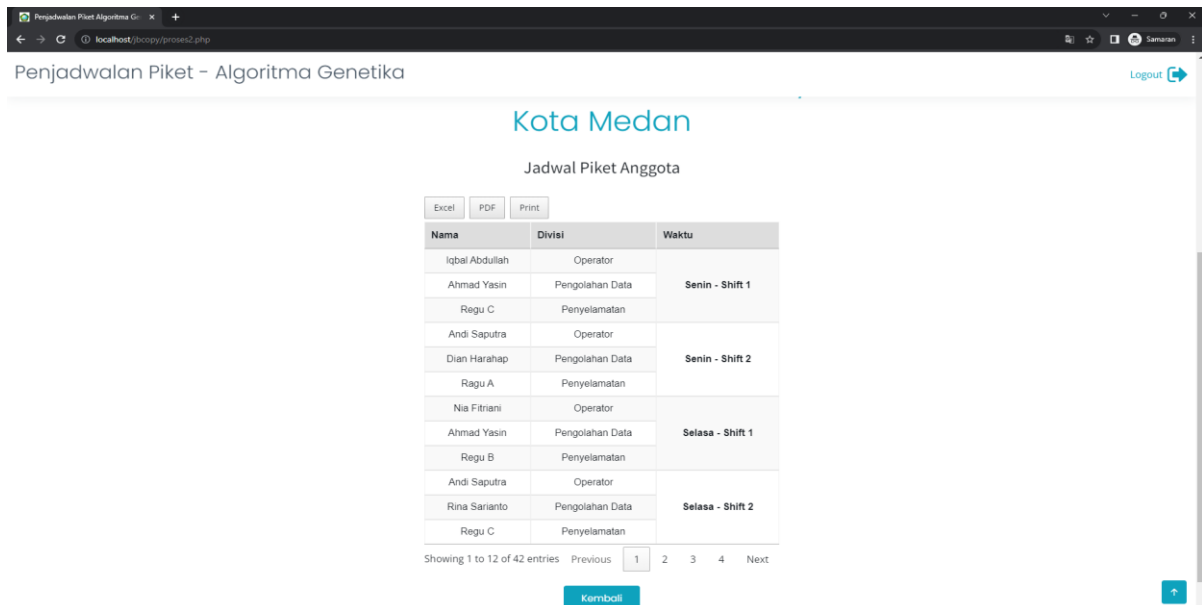 Penjadwalan Piket Algoritma Ge
localhost/jbcopy/proses2.php
Samaran
Penjadwalan Piket - Algoritma Genetika
Logout
Kota Medan
Jadwal Piket Anggota
Excel PDF Print
Nama Divisi Waktu
Iqbal Abdullah Operator
Ahmad Yasin Pengolahan Data Senin - Shift 1
Regu C Penyelamatan
Andi Saputra Operator
Dian Harahap Pengolahan Data Senin - Shift 2
Ragu A Penyelamatan
Nia Fitriani Operator
Ahmad Yasin Pengolahan Data Selasa - Shift 1
Regu B Penyelamatan
Andi Saputra Operator
Rina Sarianto Pengolahan Data Selasa - Shift 2
Regu C Penyelamatan
Showing 1 to 12 of 42 entries Previous 1 2 3 4 Next
Kembali